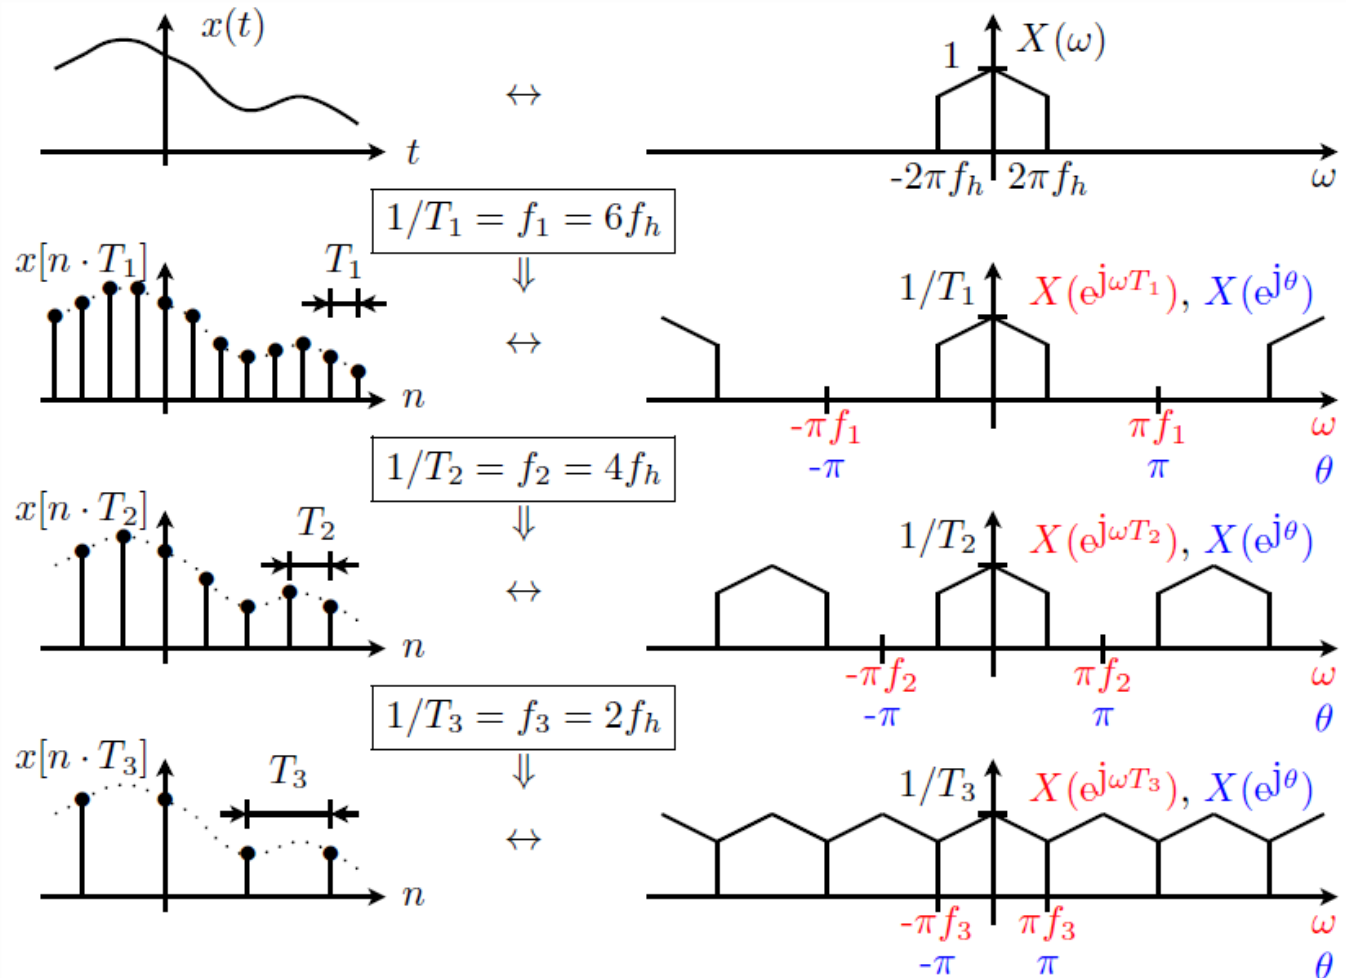 x(t)
1 X(ω)
t
↔
-2πf_h 2πf_h ω
1/T_1 = f_1 = 6f_h
⇓
x[n · T_1] T_1
1/T_1 X(e^{jωT_1}), X(e^{jθ})
↔
n
-πf_1 πf_1 ω
-π π θ
1/T_2 = f_2 = 4f_h
⇓
x[n · T_2] T_2
1/T_2 X(e^{jωT_2}), X(e^{jθ})
↔
n
-πf_2 πf_2 ω
-π π θ
1/T_3 = f_3 = 2f_h
⇓
x[n · T_3] T_3
1/T_3 X(e^{jωT_3}), X(e^{jθ})
↔
n
-πf_3 πf_3 ω
-π π θ